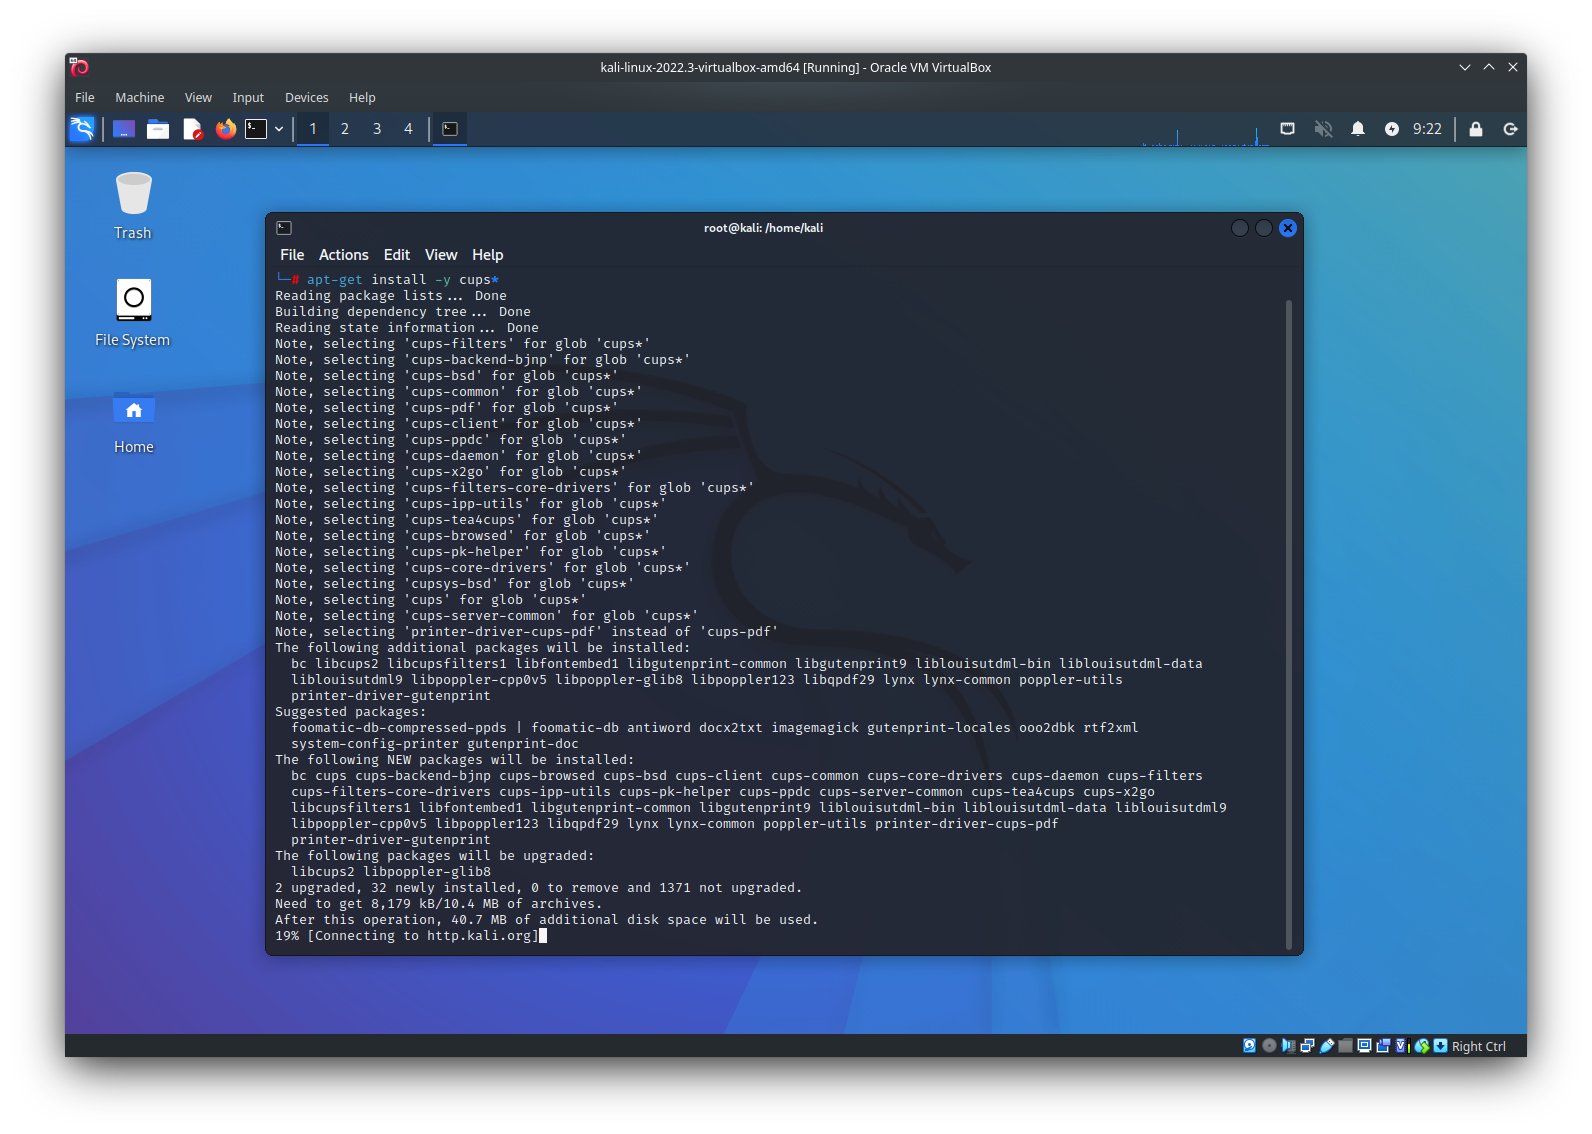 kali-linux-2022.3-virtualbox-amd64 [Running] - Oracle VM VirtualBox
File Machine View Input Devices Help
1 2 3 4 9:22
Trash
File System
Home
root@kali: /home/kali
File Actions Edit View Help
└─# apt-get install -y cups*
Reading package lists... Done
Building dependency tree... Done
Reading state information... Done
Note, selecting 'cups-filters' for glob 'cups*'
Note, selecting 'cups-backend-bjnp' for glob 'cups*'
Note, selecting 'cups-bsd' for glob 'cups*'
Note, selecting 'cups-common' for glob 'cups*'
Note, selecting 'cups-pdf' for glob 'cups*'
Note, selecting 'cups-client' for glob 'cups*'
Note, selecting 'cups-ppdc' for glob 'cups*'
Note, selecting 'cups-daemon' for glob 'cups*'
Note, selecting 'cups-x2go' for glob 'cups*'
Note, selecting 'cups-filters-core-drivers' for glob 'cups*'
Note, selecting 'cups-ipp-utils' for glob 'cups*'
Note, selecting 'cups-tea4cups' for glob 'cups*'
Note, selecting 'cups-browsed' for glob 'cups*'
Note, selecting 'cups-pk-helper' for glob 'cups*'
Note, selecting 'cups-core-drivers' for glob 'cups*'
Note, selecting 'cupsys-bsd' for glob 'cups*'
Note, selecting 'cups' for glob 'cups*'
Note, selecting 'cups-server-common' for glob 'cups*'
Note, selecting 'printer-driver-cups-pdf' instead of 'cups-pdf'
The following additional packages will be installed:
bc libcups2 libcupsfilters1 libfontembed1 libgutenprint-common libgutenprint9 liblouisutdml-bin liblouisutdml-data
liblouisutdml9 libpoppler-cpp0v5 libpoppler-glib8 libpoppler123 libqpdf29 lynx lynx-common poppler-utils
printer-driver-gutenprint
Suggested packages:
foomatic-db-compressed-ppds | foomatic-db antiword docx2txt imagemagick gutenprint-locales ooo2dbk rtf2xml
system-config-printer gutenprint-doc
The following NEW packages will be installed:
bc cups cups-backend-bjnp cups-browsed cups-bsd cups-client cups-common cups-core-drivers cups-daemon cups-filters
cups-filters-core-drivers cups-ipp-utils cups-pk-helper cups-ppdc cups-server-common cups-tea4cups cups-x2go
libcupsfilters1 libfontembed1 libgutenprint-common libgutenprint9 liblouisutdml-bin liblouisutdml-data liblouisutdml9
libpoppler-cpp0v5 libpoppler123 libqpdf29 lynx lynx-common poppler-utils printer-driver-cups-pdf
printer-driver-gutenprint
The following packages will be upgraded:
libcups2 libpoppler-glib8
2 upgraded, 32 newly installed, 0 to remove and 1371 not upgraded.
Need to get 8,179 kB/10.4 MB of archives.
After this operation, 40.7 MB of additional disk space will be used.
19% [Connecting to http.kali.org]
Right Ctrl